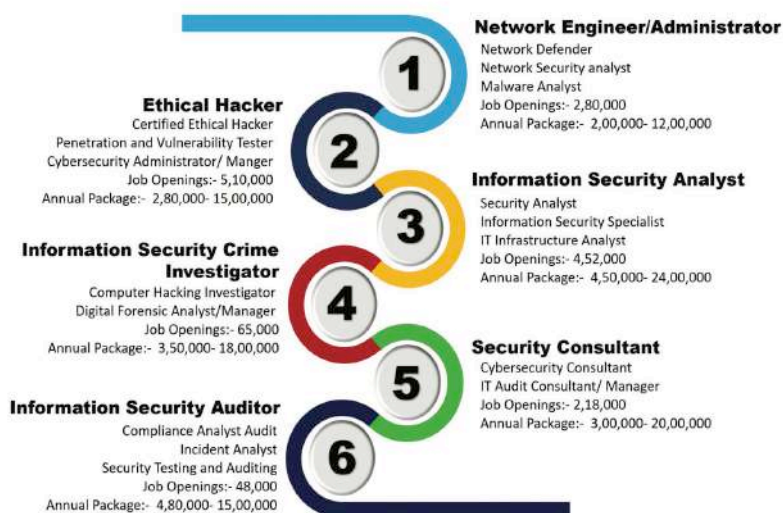 1
Network Engineer/Administrator
Network Defender
Network Security analyst
Malware Analyst
Job Openings:- 2,80,000
Annual Package:- 2,00,000- 12,00,000
2
Ethical Hacker
Certified Ethical Hacker
Penetration and Vulnerability Tester
Cybersecurity Administrator/ Manger
Job Openings:- 5,10,000
Annual Package:- 2,80,000- 15,00,000
3
Information Security Analyst
Security Analyst
Information Security Specialist
IT Infrastructure Analyst
Job Openings:- 4,52,000
Annual Package:- 4,50,000- 24,00,000
4
Information Security Crime
Investigator
Computer Hacking Investigator
Digital Forensic Analyst/Manager
Job Openings:- 65,000
Annual Package:- 3,50,000- 18,00,000
5
Security Consultant
Cybersecurity Consultant
IT Audit Consultant/ Manager
Job Openings:- 2,18,000
Annual Package:- 3,00,000- 20,00,000
6
Information Security Auditor
Compliance Analyst Audit
Incident Analyst
Security Testing and Auditing
Job Openings:- 48,000
Annual Package:- 4,80,000- 15,00,000